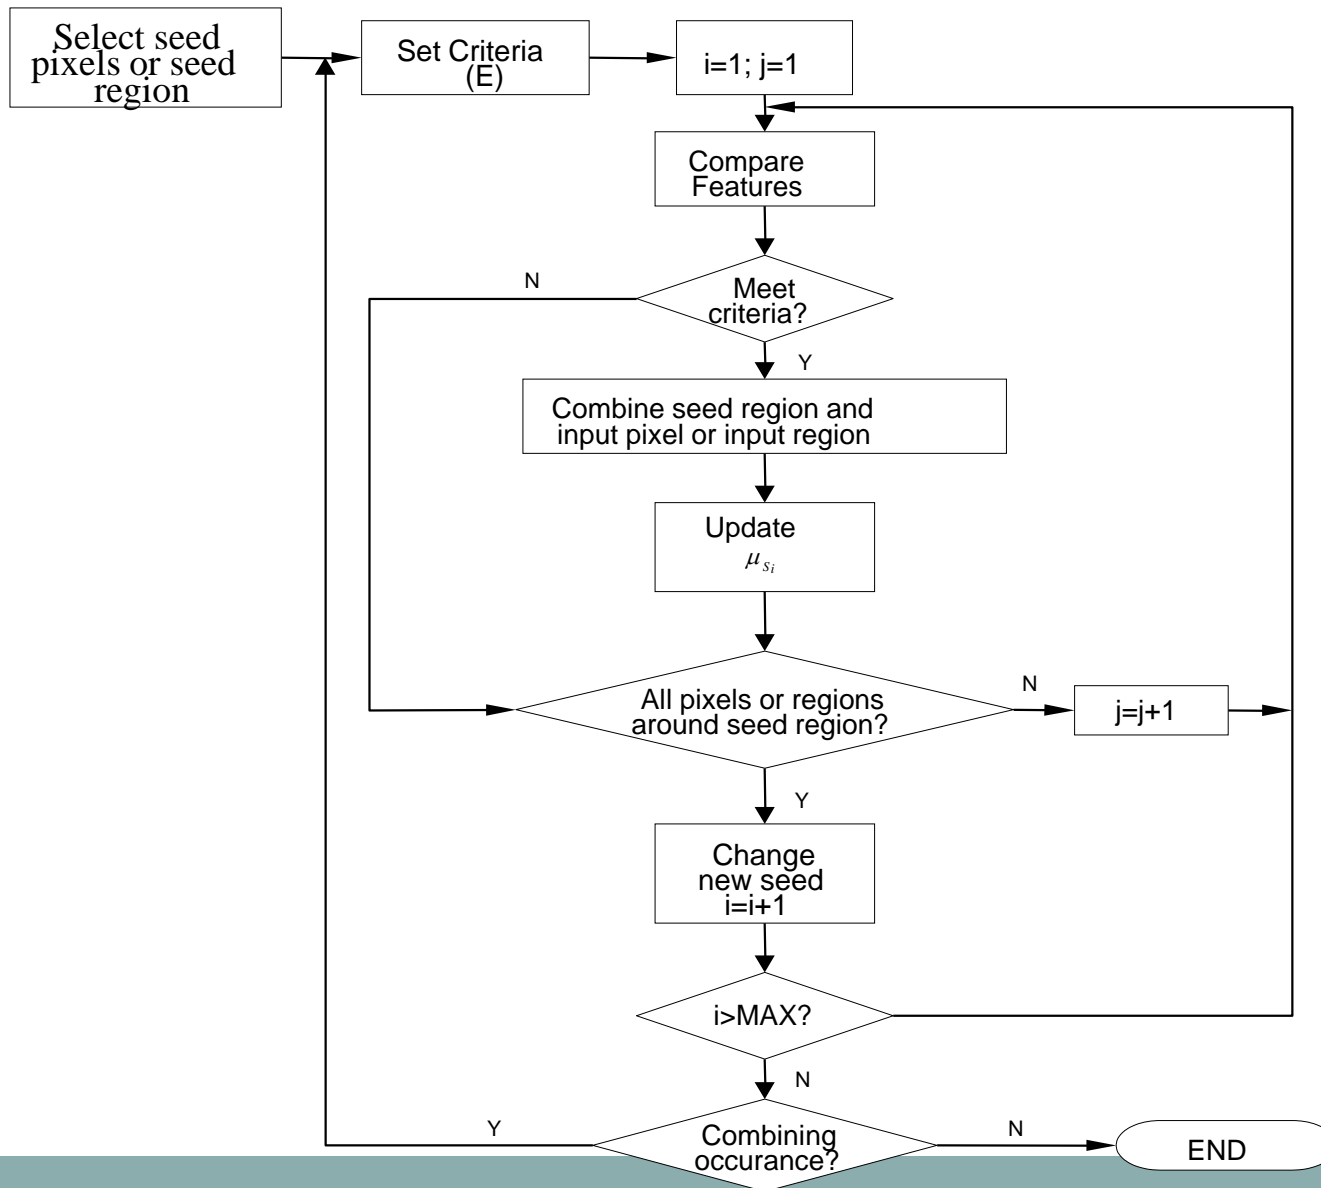 Select seed
pixels or seed
region
Set Criteria
(E)
i=1; j=1
Compare
Features
N
Meet
criteria?
Y
Combine seed region and
input pixel or input region
Update
μ_{Si}
All pixels or regions
around seed region?
N
j=j+1
Y
Change
new seed
i=i+1
i>MAX?
N
Y
Combining
occurance?
N
END